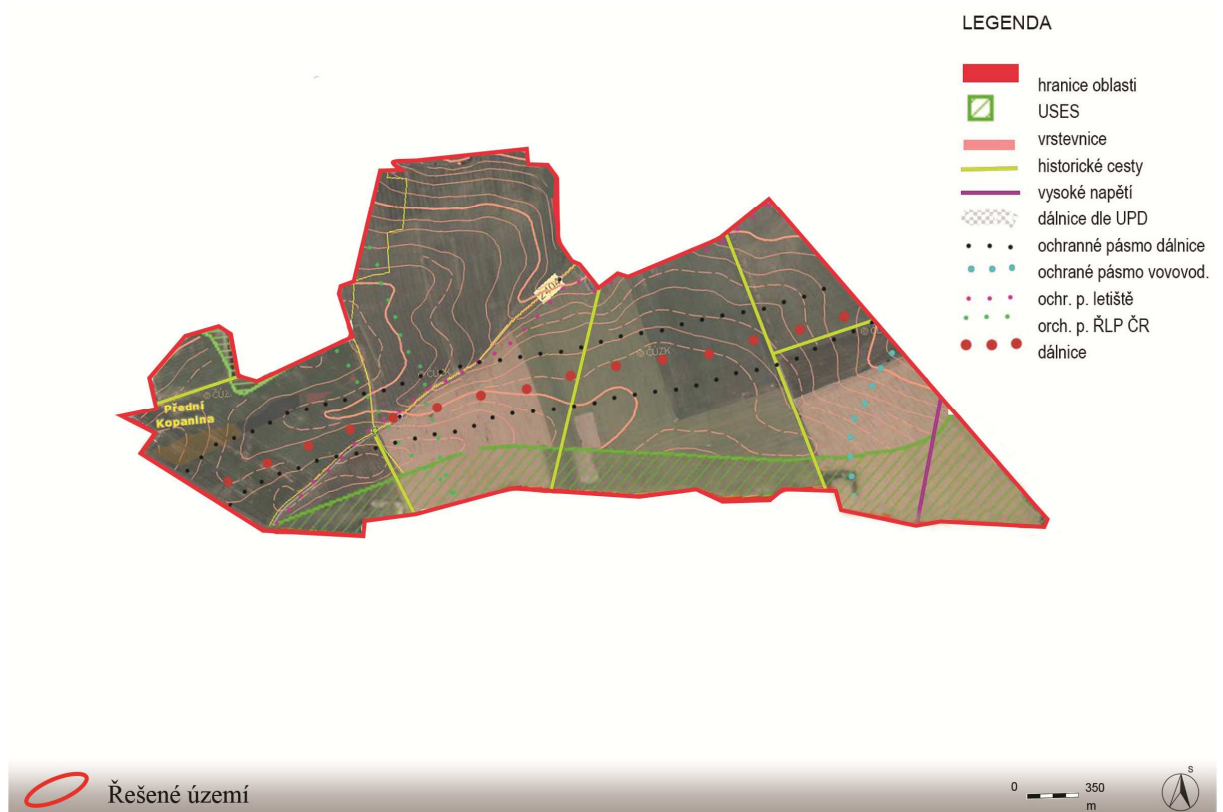 LEGENDA
hranice oblasti
USES
vrstevnice
historické cesty
vysoké napětí
dálnice dle UPD
ochranné pásmo dálnice
ochrané pásmo vovovod.
ochr. p. letiště
orch. p. ŘLP ČR
dálnice
© ČÚZK
Přední
Kopanina
Řešené území
0
350
m
S